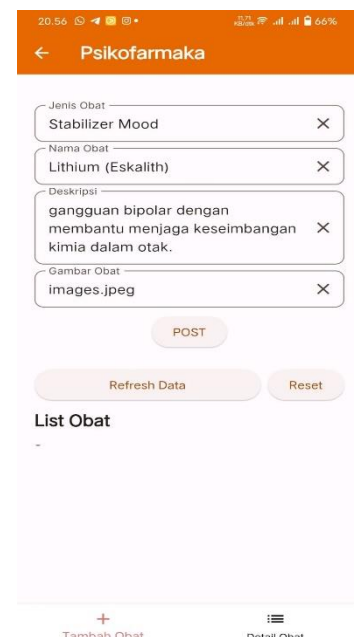 20.56
66%
Psikofarmaka
Jenis Obat
Stabilizer Mood
Nama Obat
Lithium (Eskalith)
Deskripsi
gangguan bipolar dengan
membantu menjaga keseimbangan
kimia dalam otak.
Gambar Obat
images.jpeg
POST
Refresh Data Reset
List Obat
-
Tambah Obat Detail Obat